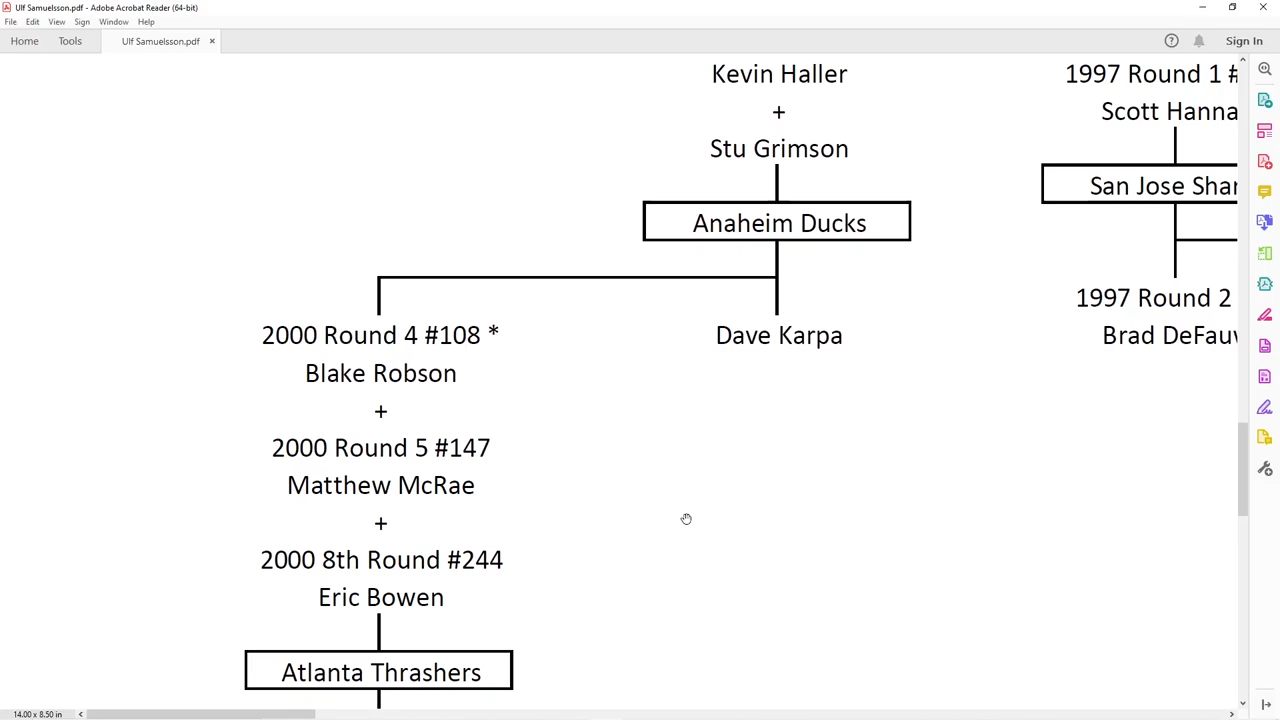 Ulf Samuelsson.pdf - Adobe Acrobat Reader (64-bit)
File Edit View Sign Window Help
Home Tools Ulf Samuelsson.pdf × Sign In
Kevin Haller
+
Stu Grimson
Anaheim Ducks
2000 Round 4 #108 *
Blake Robson
+
2000 Round 5 #147
Matthew McRae
+
2000 8th Round #244
Eric Bowen
Atlanta Thrashers
Dave Karpa
1997 Round 1 #
Scott Hanna
San Jose Shar
1997 Round 2
Brad DeFau
14.00 x 8.50 in